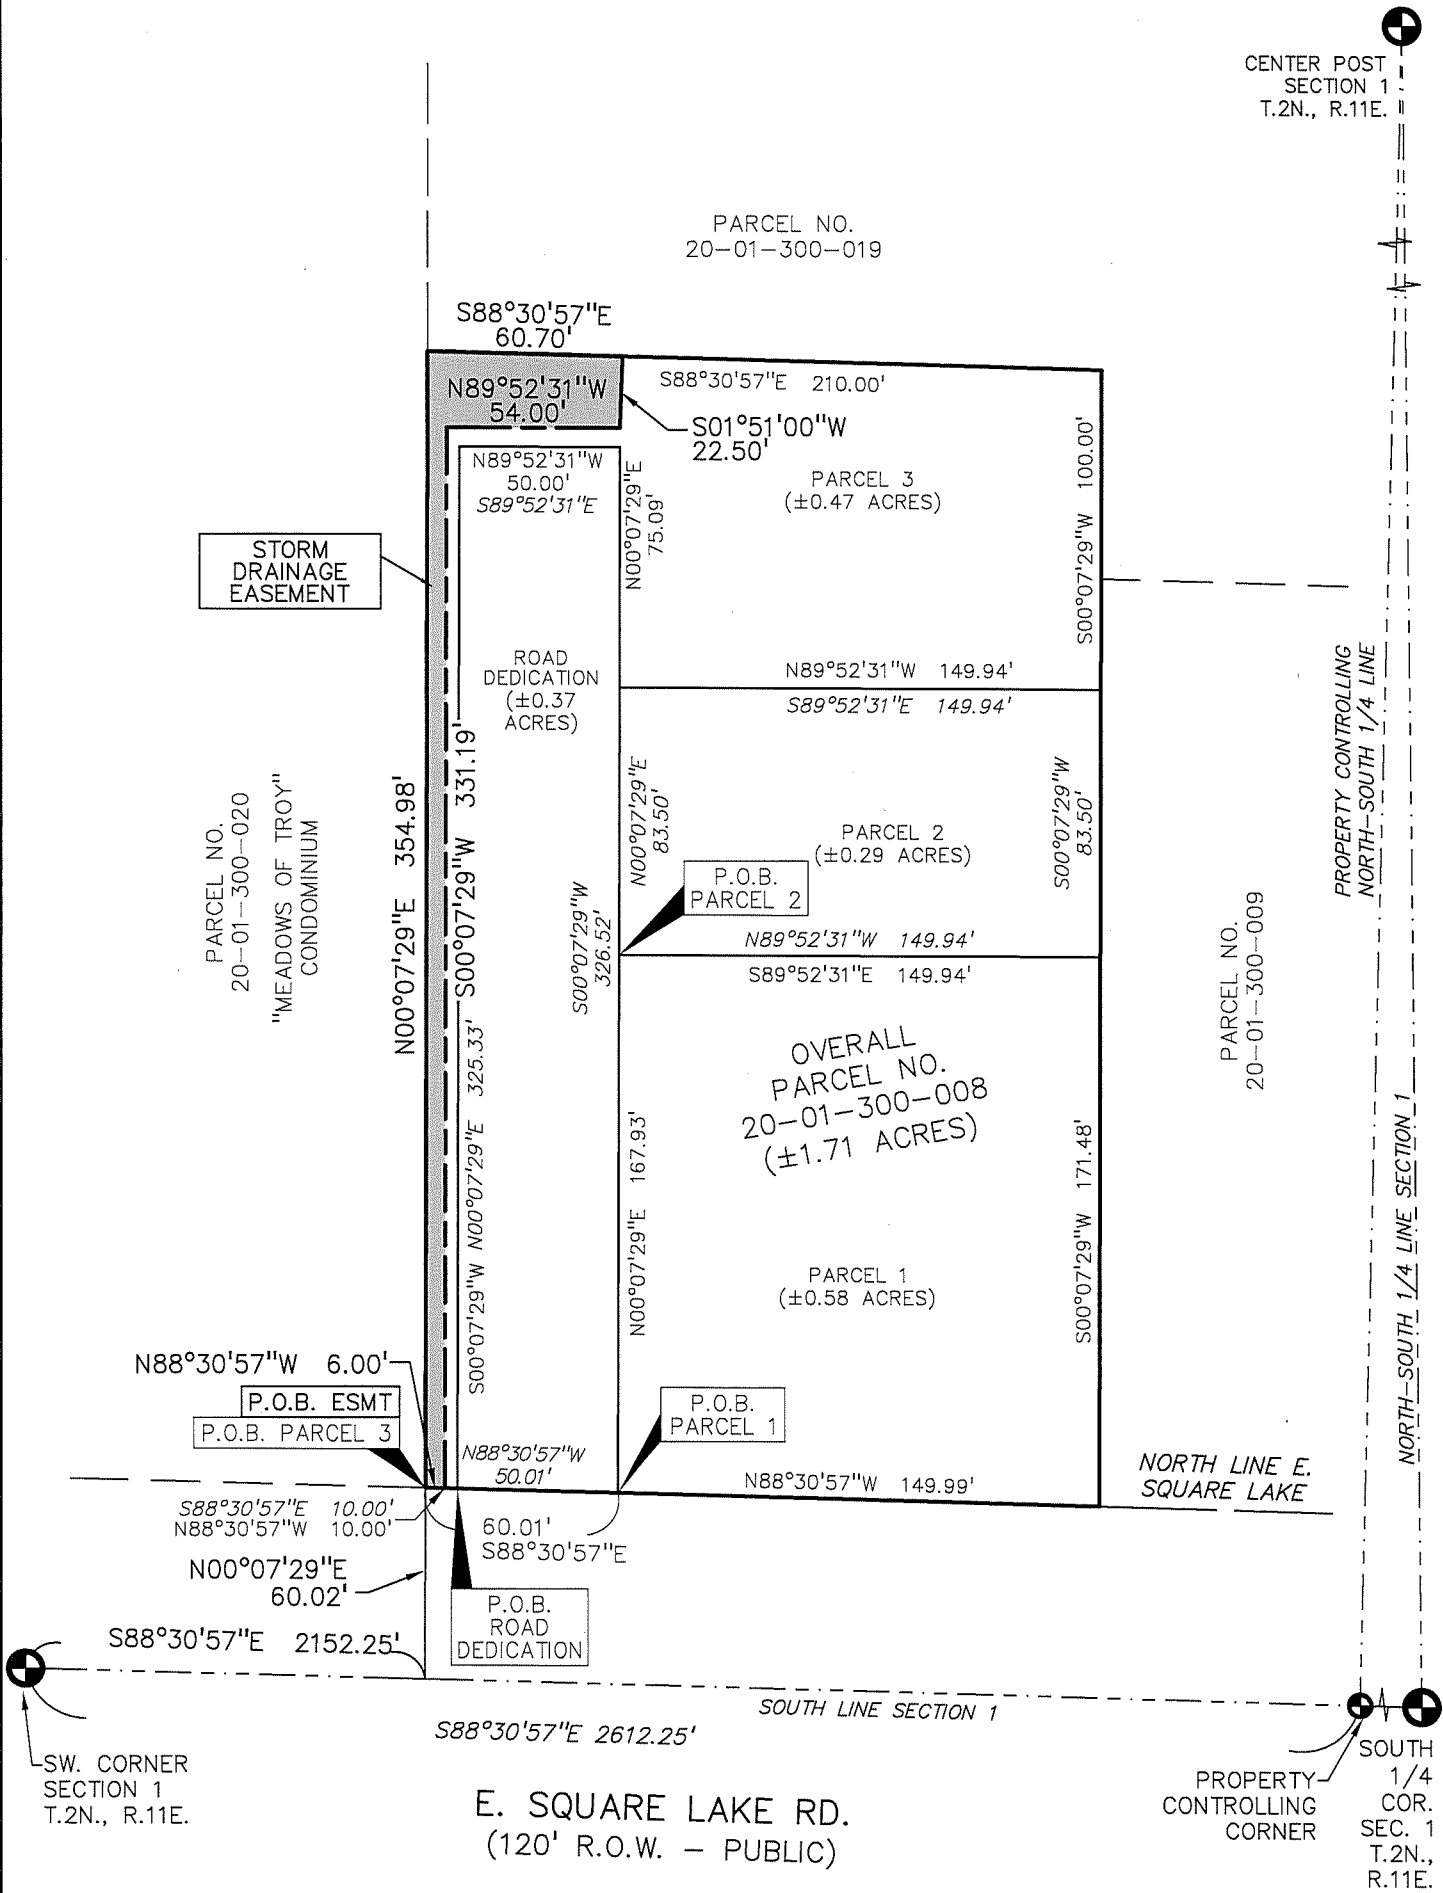 CENTER POST
SECTION 1
T.2N., R.11E.
PARCEL NO.
20-01-300-019
S88°30'57"E
60.70'
N89°52'31"W
54.00'
S88°30'57"E 210.00'
S01°51'00"W
22.50'
N89°52'31"W
50.00'
S89°52'31"E
N00°07'29"E
75.09'
PARCEL 3
(±0.47 ACRES)
S00°07'29"W 100.00'
STORM
DRAINAGE
EASEMENT
ROAD
DEDICATION
(±0.37
ACRES)
N89°52'31"W 149.94'
S89°52'31"E 149.94'
PROPERTY CONTROLLING
NORTH-SOUTH 1/4 LINE
PARCEL NO.
20-01-300-020
"MEADOWS OF TROY"
CONDOMINIUM
N00°07'29"E 354.98'
S00°07'29"W 331.19'
N00°07'29"E
83.50'
PARCEL 2
(±0.29 ACRES)
S00°07'29"W
83.50'
P.O.B.
PARCEL 2
S00°07'29"W
326.52'
N89°52'31"W 149.94'
S89°52'31"E 149.94'
PARCEL NO.
20-01-300-009
OVERALL
PARCEL NO.
20-01-300-008
(±1.71 ACRES)
S00°07'29"W N00°07'29"E 325.33'
N00°07'29"E 167.93'
S00°07'29"W 171.48'
PARCEL 1
(±0.58 ACRES)
NORTH-SOUTH 1/4 LINE SECTION 1
N88°30'57"W 6.00'
P.O.B. ESMT
P.O.B. PARCEL 3
P.O.B.
PARCEL 1
N88°30'57"W
50.01'
N88°30'57"W 149.99'
NORTH LINE E.
SQUARE LAKE
S88°30'57"E 10.00'
N88°30'57"W 10.00'
60.01'
S88°30'57"E
N00°07'29"E
60.02'
P.O.B.
ROAD
DEDICATION
S88°30'57"E 2152.25'
SOUTH LINE SECTION 1
S88°30'57"E 2612.25'
SW. CORNER
SECTION 1
T.2N., R.11E.
E. SQUARE LAKE RD.
(120' R.O.W. - PUBLIC)
PROPERTY
CONTROLLING
CORNER
SOUTH
1/4
COR.
SEC. 1
T.2N.,
R.11E.